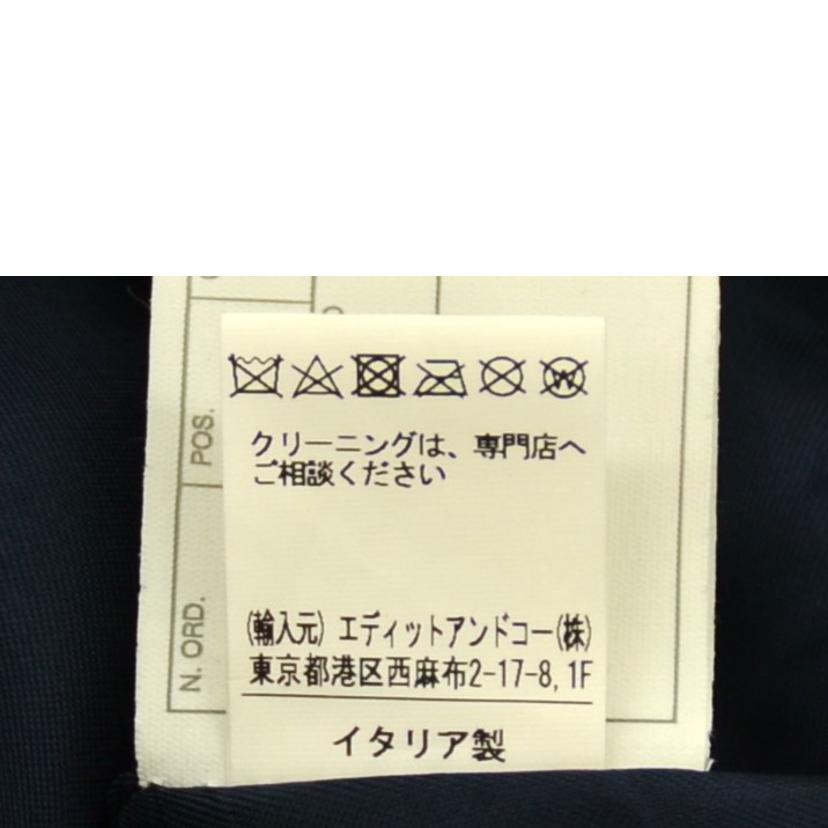 クリーニングは、専門店へ
ご相談ください
(輸入元) エディットアンドコー(株)
東京都港区西麻布2-17-8, 1F
イタリア製
POS.
N. ORD.